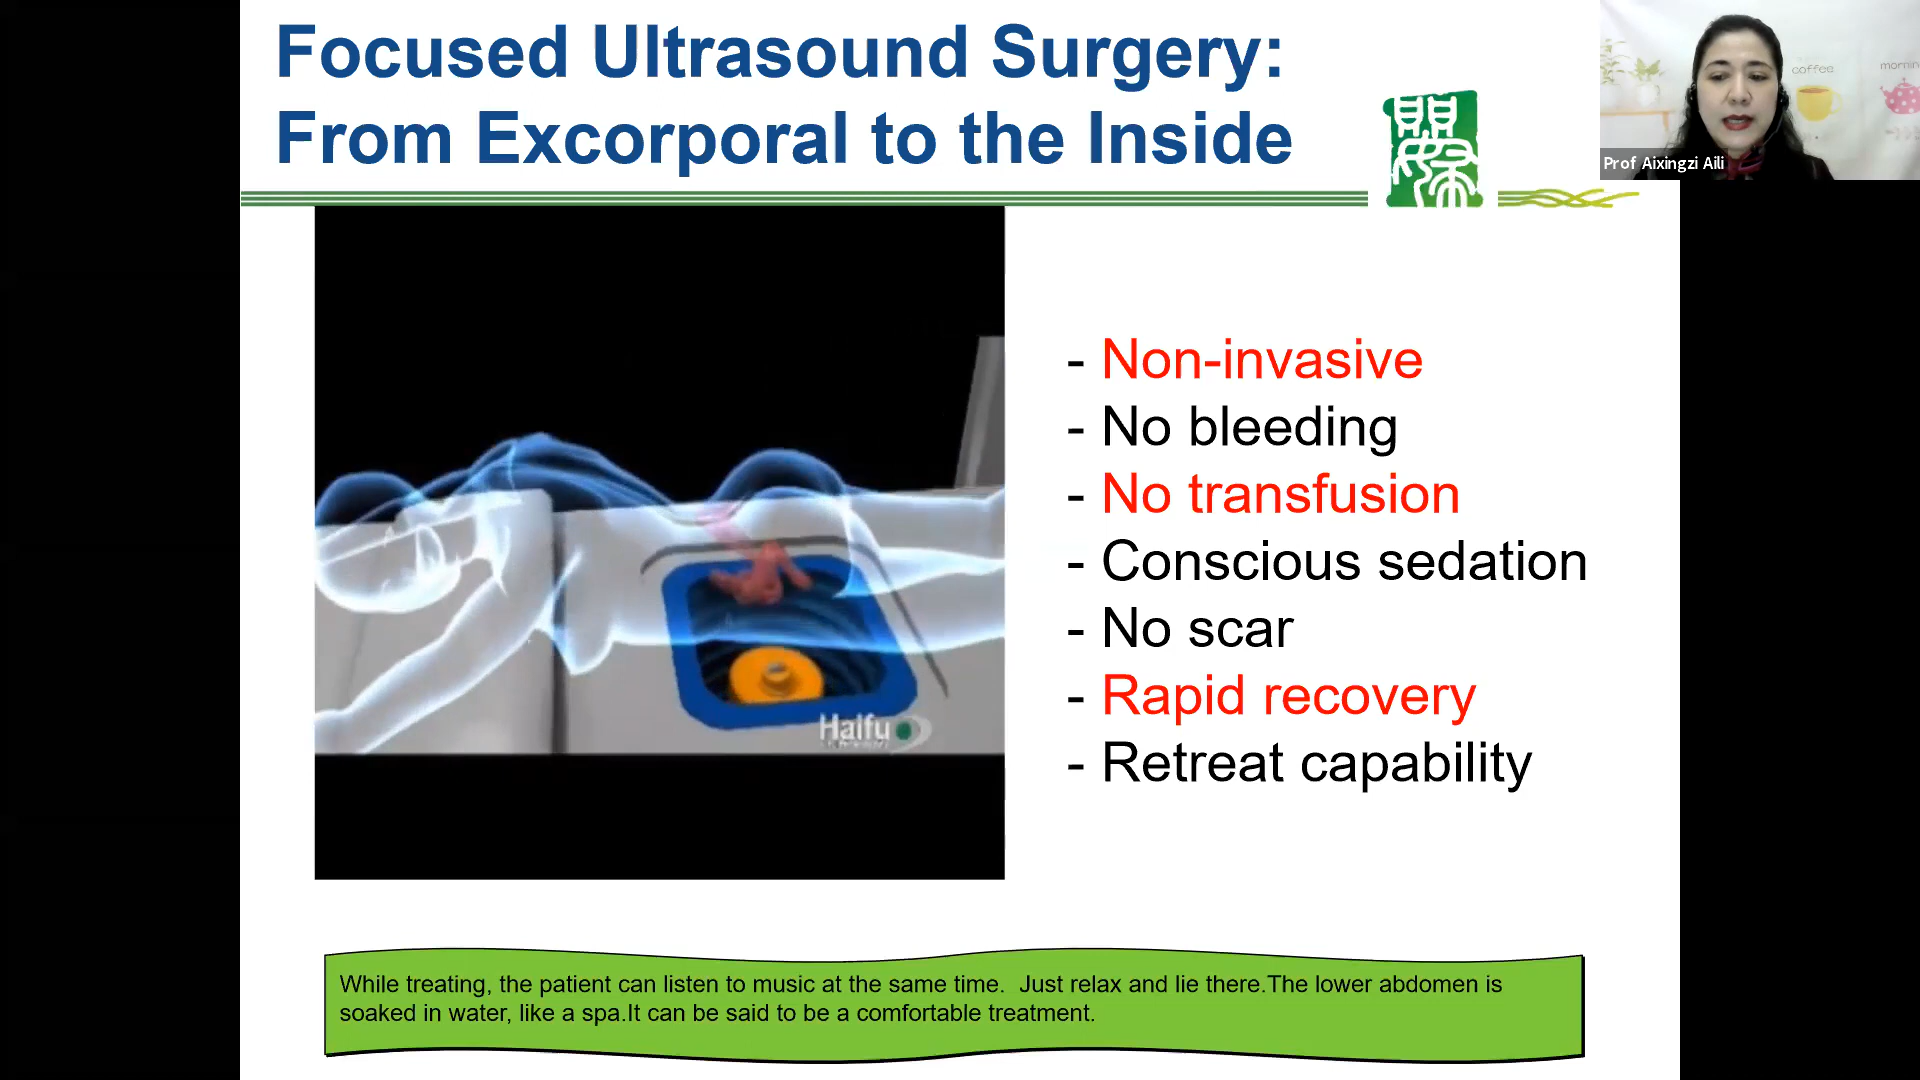 Focused Ultrasound Surgery:
From Excorporal to the Inside
coffee
Prof Aixingzi Aili
- Non-invasive
- No bleeding
- No transfusion
- Conscious sedation
- No scar
- Rapid recovery
- Retreat capability
Haifu
While treating, the patient can listen to music at the same time.  Just relax and lie there.The lower abdomen is
soaked in water, like a spa.It can be said to be a comfortable treatment.